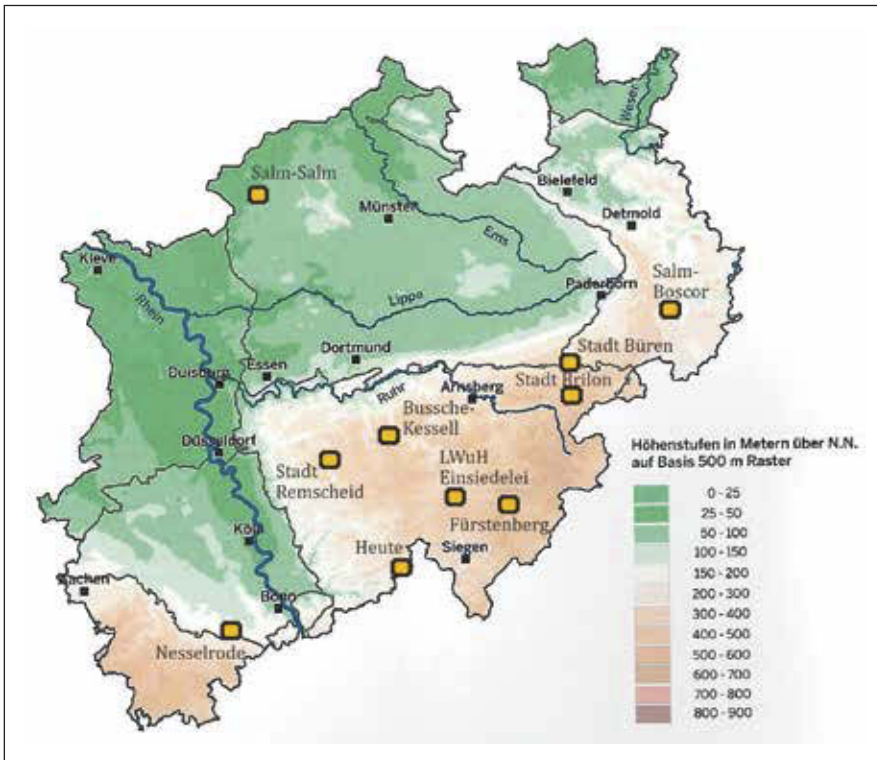 Weser
Salm-Salm
Bielefeld
Münster
Detmold
Ems
Kleve
Salm-
Boscor
Rhein
Lippe
Paderborn
Dortmund
Stadt Büren
Essen
Duisburg
Stadt Brilon
Ruhr
Arnsberg
Bussche-
Kessell
Düsseldorf
Stadt
Remscheid
LWuH
Einsiedelei
Fürstenberg
Köln
Heute
Siegen
Aachen
Bonn
Nesselrode
Höhenstufen in Metern über N.N.
auf Basis 500 m Raster
0 - 25
25 - 50
50 - 100
100 - 150
150 - 200
200 - 300
300 - 400
400 - 500
500 - 600
600 - 700
700 - 800
800 - 900